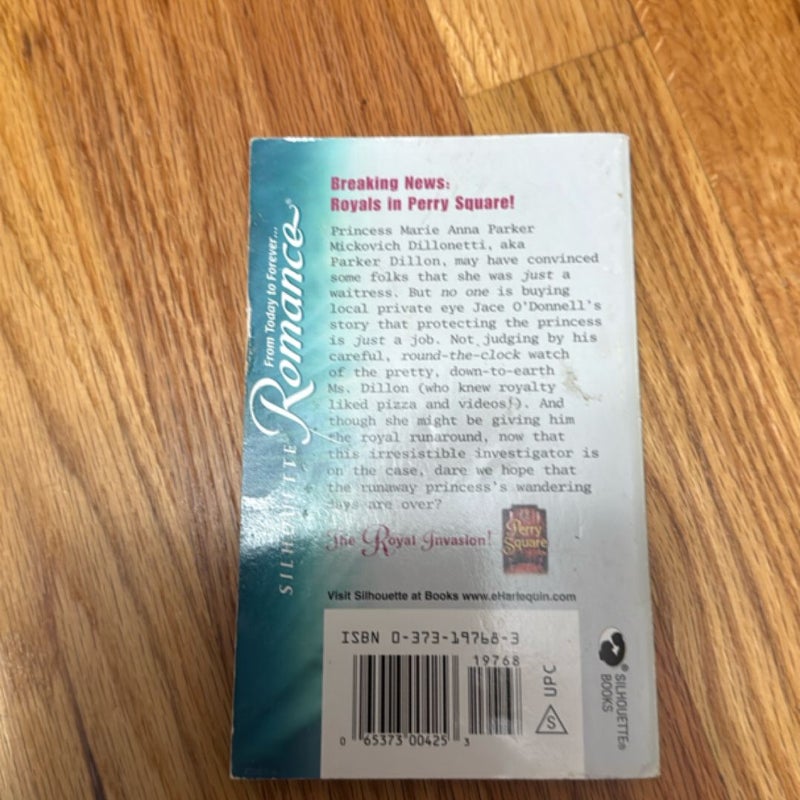 Breaking News:
Royals in Perry Square!
Princess Marie Anna Parker
Mickovich Dillonetti, aka
Parker Dillon, may have convinced
some folks that she was just a
waitress. But no one is buying
local private eye Jace O'Donnell's
story that protecting the princess
is just a job. Not judging by his
careful, round-the-clock watch
of the pretty, down-to-earth
Ms. Dillon (who knew royalty
liked pizza and videos!). And
though she might be giving him
the royal runaround, now that
this irresistible investigator is
on the case, dare we hope that
the runaway princess's wandering
days are over?
The Royal Invasion!
Perry
Square
Visit Silhouette at Books www.eHarlequin.com
ISBN 0-373-19768-3
19768
0 65373 00425 3
S UPC
SILHOUETTE®
BOOKS
From Today to Forever...
SILHOUETTE Romance®